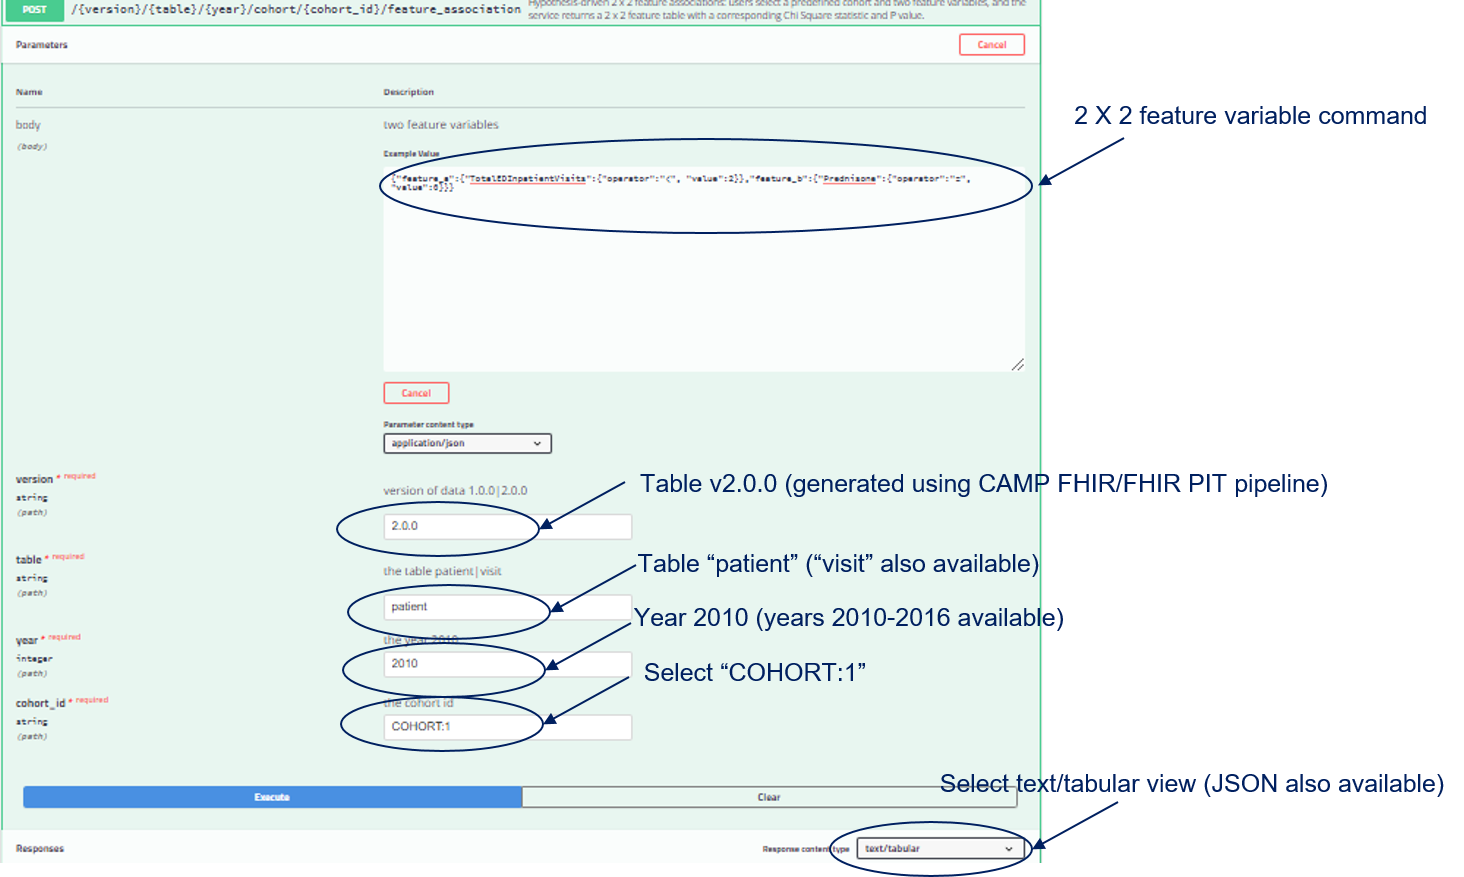 POST /{version}/{table}/{year}/cohort/{cohort_id}/feature_association Hypothesis-driven 2 x 2 feature associations: users select a predefined cohort and two feature variables, and the
service returns a 2 x 2 feature table with a corresponding Chi Square statistic and P value.
Parameters Cancel
Name Description
2 X 2 feature variable command
body two feature variables
(body)
Example Value
{"feature_a":{"TotalEDInpatientVisits":{"operator":"<", "value":2}},"feature_b":{"Prednisone":{"operator":"=",
"value":0}}}
Cancel
Parameter content type
application/json
version * required
string
(path)
version of data 1.0.0|2.0.0
2.0.0
Table v2.0.0 (generated using CAMP FHIR/FHIR PIT pipeline)
table * required
string
(path)
the table patient|visit
patient
Table “patient” (“visit” also available)
year * required
integer
(path)
the year 2010
2010
Year 2010 (years 2010-2016 available)
cohort_id * required
string
(path)
the cohort id
COHORT:1
Select “COHORT:1”
Execute Clear
Select text/tabular view (JSON also available)
Responses Response content type text/tabular